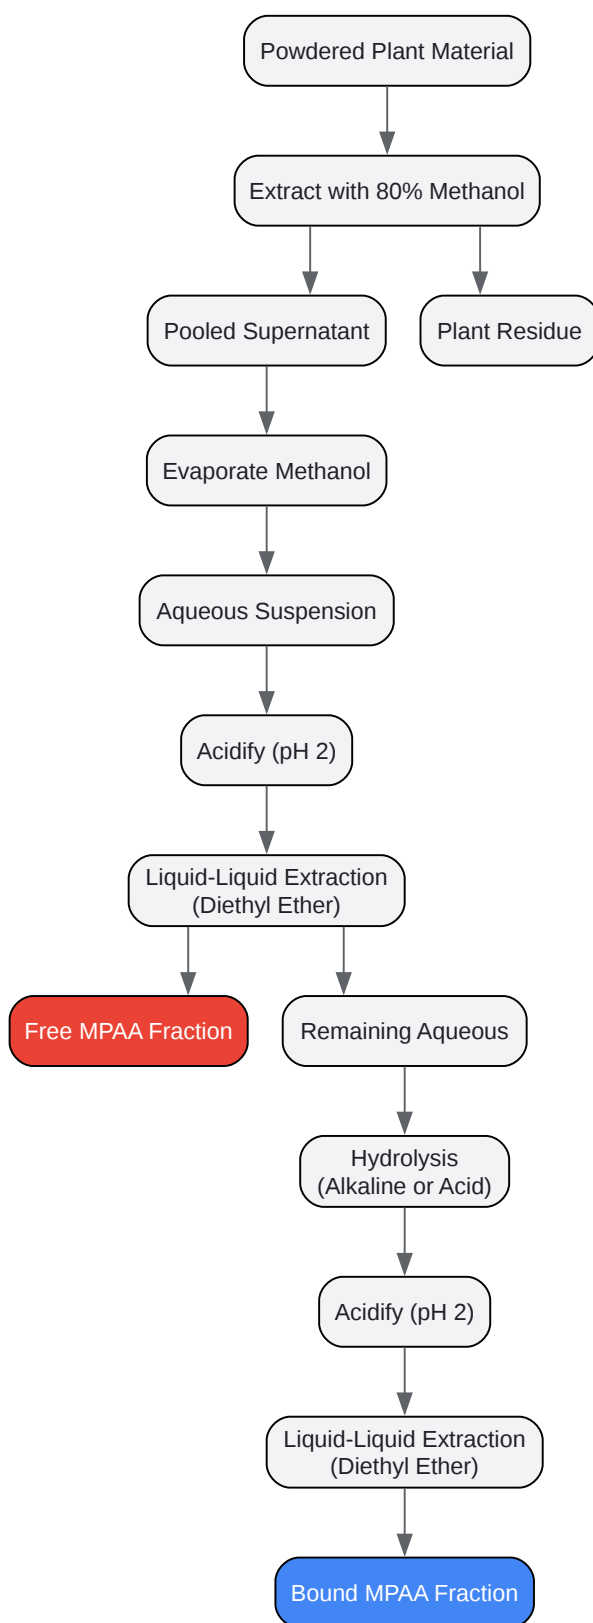 Powdered Plant Material
Extract with 80% Methanol
Pooled Supernatant
Plant Residue
Evaporate Methanol
Aqueous Suspension
Acidify (pH 2)
Liquid-Liquid Extraction
(Diethyl Ether)
Free MPAA Fraction
Remaining Aqueous
Hydrolysis
(Alkaline or Acid)
Acidify (pH 2)
Liquid-Liquid Extraction
(Diethyl Ether)
Bound MPAA Fraction